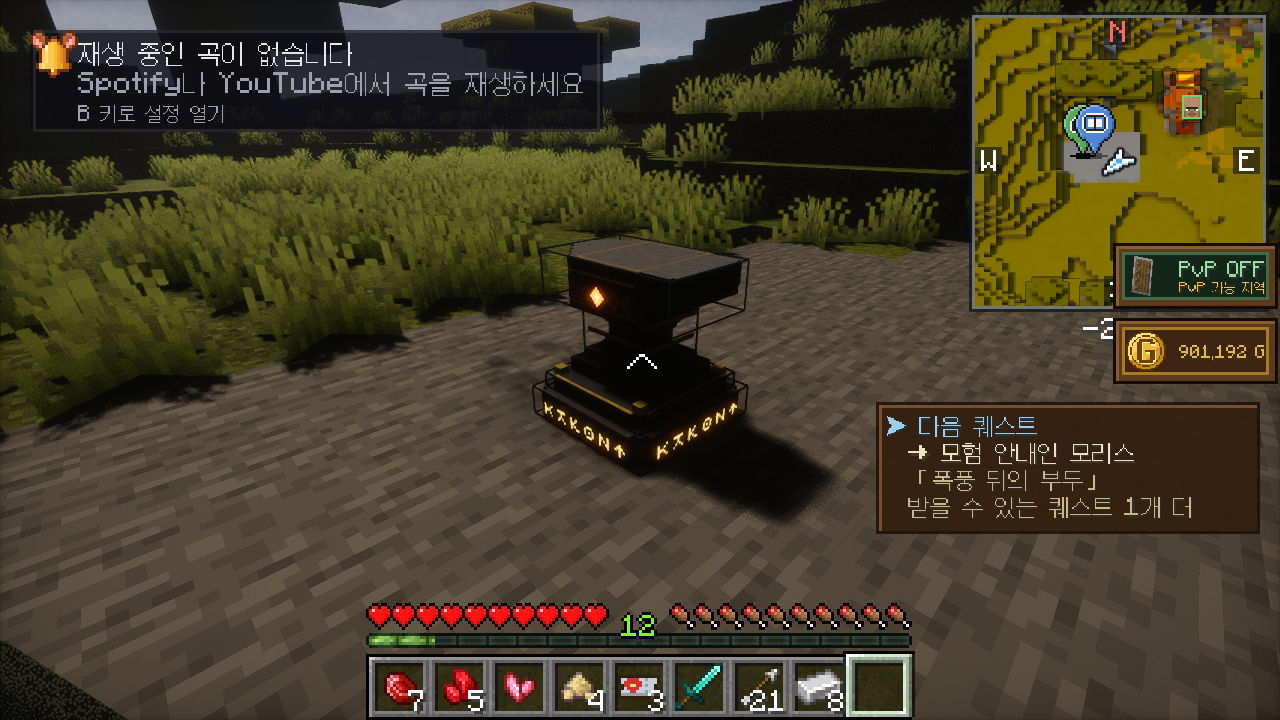 재생 중인 곡이 없습니다
Spotify나 YouTube에서 곡을 재생하세요
B 키로 설정 열기
N
W
E
PvP OFF
PvP 가능 지역
901,192 G
➤ 다음 퀘스트
→ 모험 안내인 모리스
「폭풍 뒤의 부두」
받을 수 있는 퀘스트 1개 더
12
7
5
4
3
21
8